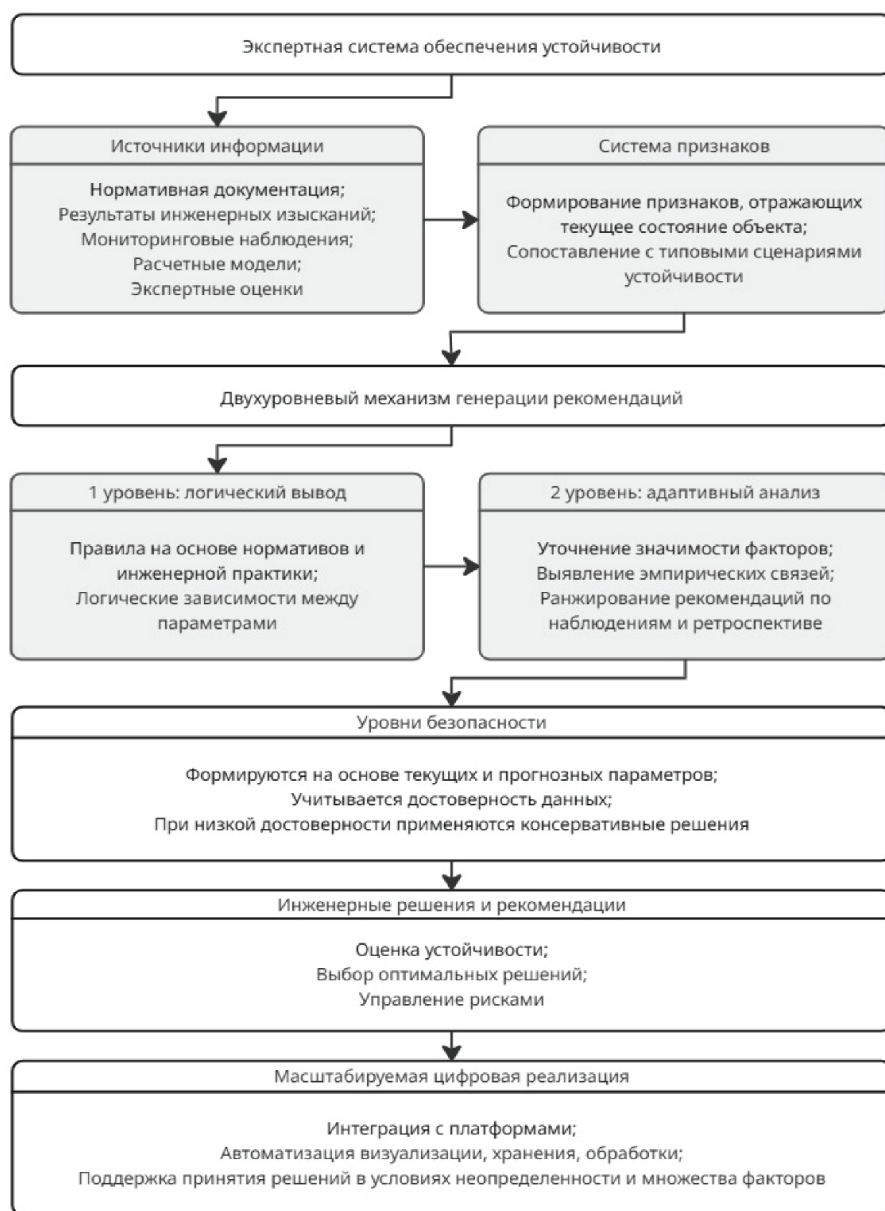 Экспертная система обеспечения устойчивости
Источники информации
Нормативная документация;
Результаты инженерных изысканий;
Мониторинговые наблюдения;
Расчетные модели;
Экспертные оценки
Система признаков
Формирование признаков, отражающих
текущее состояние объекта;
Сопоставление с типовыми сценариями
устойчивости
Двухуровневый механизм генерации рекомендаций
1 уровень: логический вывод
Правила на основе нормативов и
инженерной практики;
Логические зависимости между
параметрами
2 уровень: адаптивный анализ
Уточнение значимости факторов;
Выявление эмпирических связей;
Ранжирование рекомендаций по
наблюдениям и ретроспективе
Уровни безопасности
Формируются на основе текущих и прогнозных параметров;
Учитывается достоверность данных;
При низкой достоверности применяются консервативные решения
Инженерные решения и рекомендации
Оценка устойчивости;
Выбор оптимальных решений;
Управление рисками
Масштабируемая цифровая реализация
Интеграция с платформами;
Автоматизация визуализации, хранения, обработки;
Поддержка принятия решений в условиях неопределенности и множества факторов